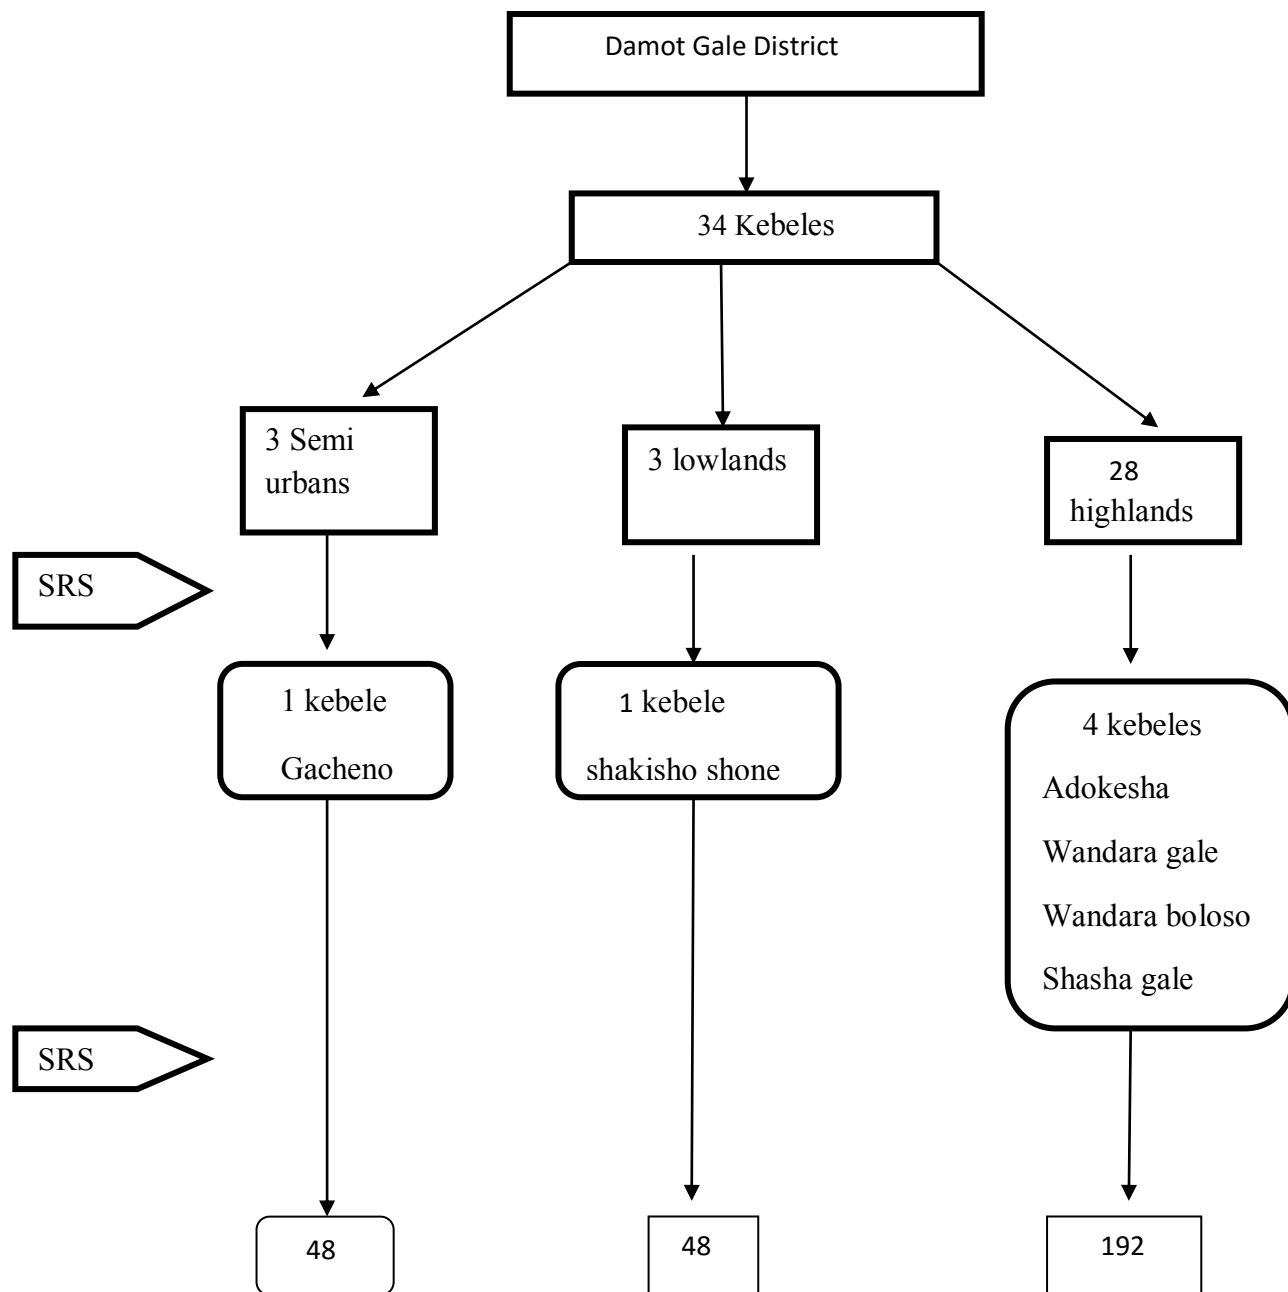 Damot Gale District
34 Kebeles
3 Semi
urbans
3 lowlands
28
highlands
SRS
1 kebele
Gacheno
1 kebele
shakisho shone
4 kebeles
Adokesha
Wandara gale
Wandara boloso
Shasha gale
SRS
48
48
192